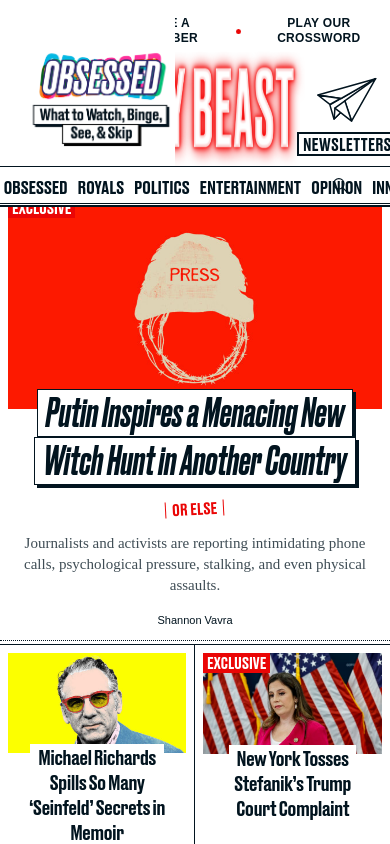 PLAY OUR
CROSSWORD
OBSESSED
What to Watch, Binge,
See, & Skip
BEAST
NEWSLETTERS
OBSESSED ROYALS POLITICS ENTERTAINMENT OPINION
EXCLUSIVE
PRESS
Putin Inspires a Menacing New
Witch Hunt in Another Country
OR ELSE
Journalists and activists are reporting intimidating phone
calls, psychological pressure, stalking, and even physical
assaults.
Shannon Vavra
EXCLUSIVE
Michael Richards
Spills So Many
‘Seinfeld’ Secrets in
Memoir
New York Tosses
Stefanik’s Trump
Court Complaint